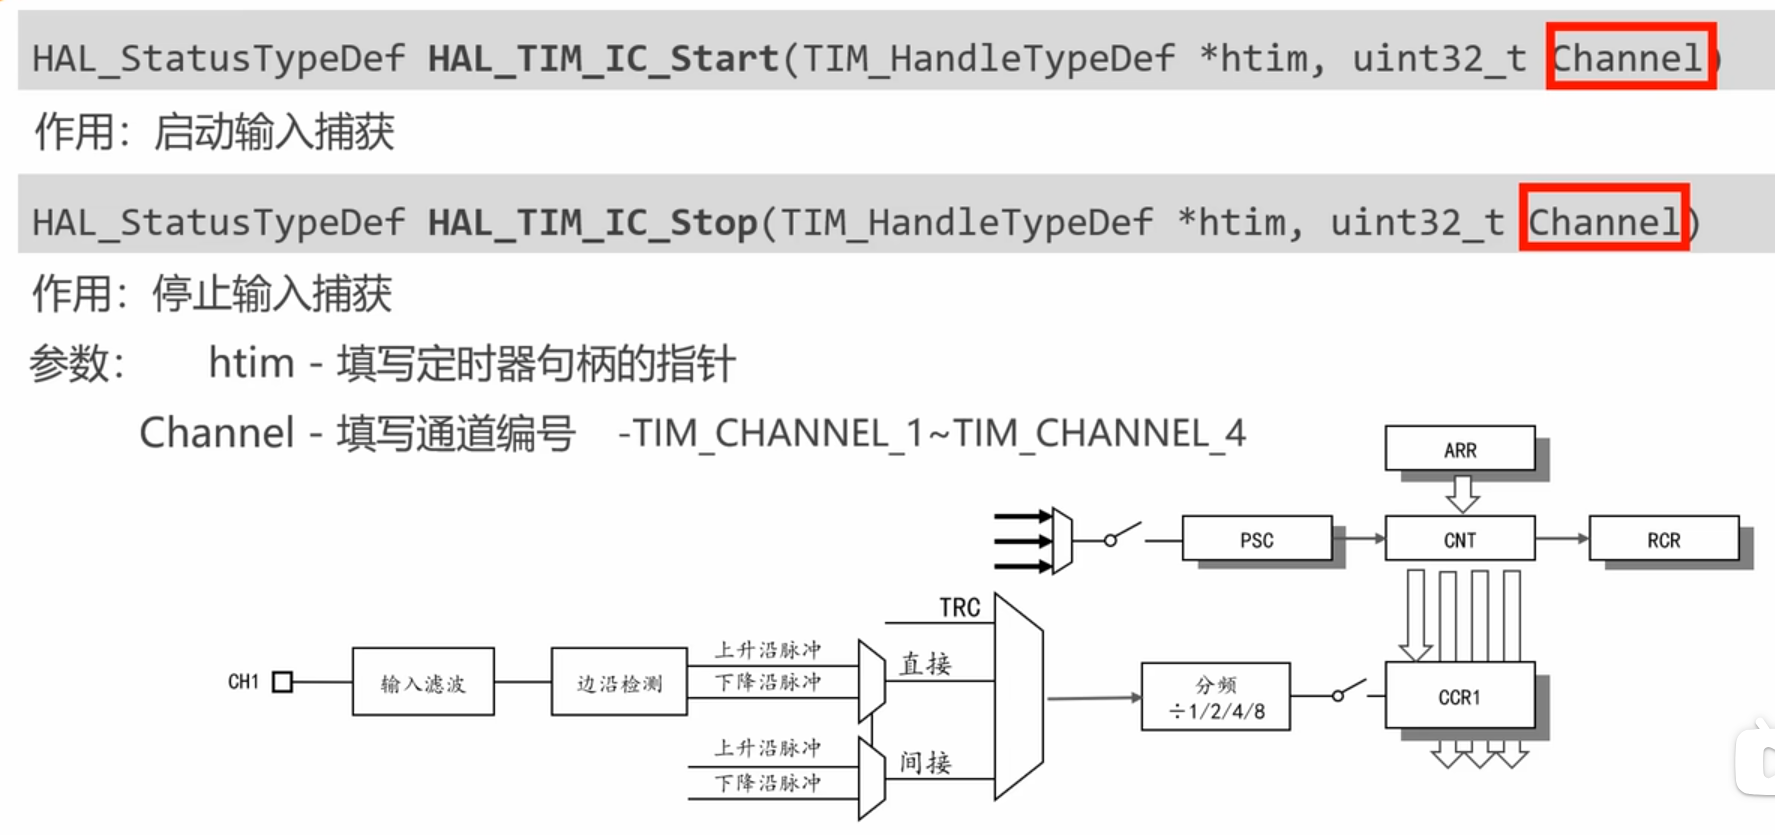 HAL_StatusTypeDef HAL_TIM_IC_Start(TIM_HandleTypeDef *htim, uint32_t Channel)
作用：启动输入捕获
HAL_StatusTypeDef HAL_TIM_IC_Stop(TIM_HandleTypeDef *htim, uint32_t Channel)
作用：停止输入捕获
参数： htim - 填写定时器句柄的指针
Channel - 填写通道编号 -TIM_CHANNEL_1~TIM_CHANNEL_4
ARR
PSC
CNT
RCR
TRC
CH1
输入滤波
边沿检测
上升沿脉冲
下降沿脉冲
直接
上升沿脉冲
下降沿脉冲
间接
分频
÷1/2/4/8
CCR1